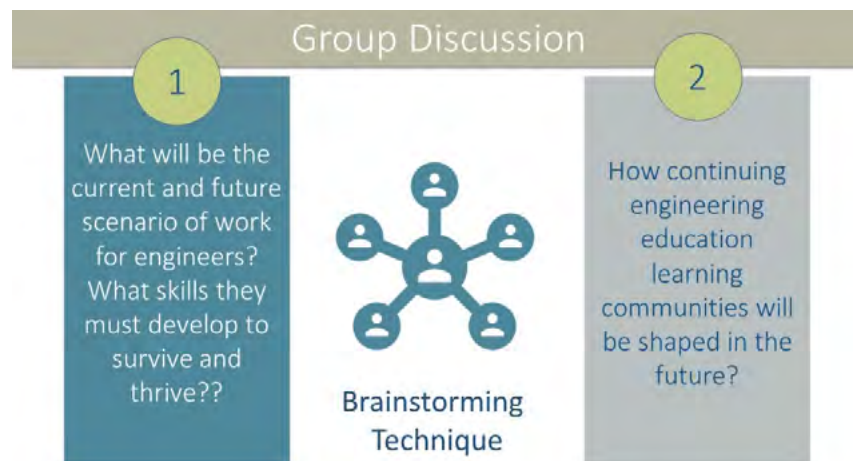 Group Discussion
1
What will be the
current and future
scenario of work
for engineers?
What skills they
must develop to
survive and
thrive??
Brainstorming
Technique
2
How continuing
engineering
education
learning
communities will
be shaped in the
future?